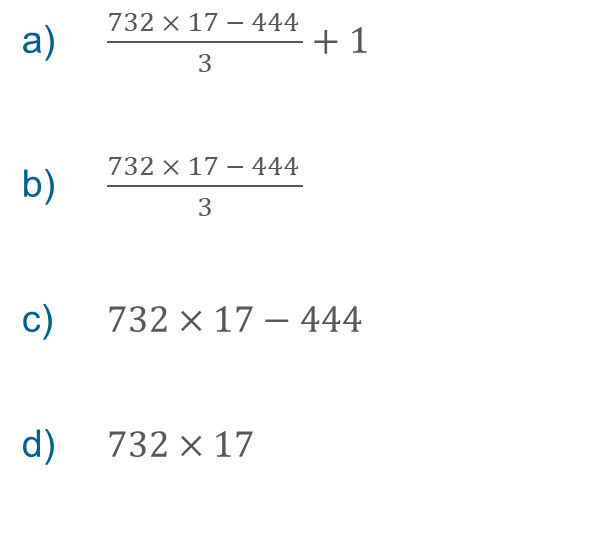 a) (732 × 17 − 444)/3 + 1
b) (732 × 17 − 444)/3
c) 732 × 17 − 444
d) 732 × 17